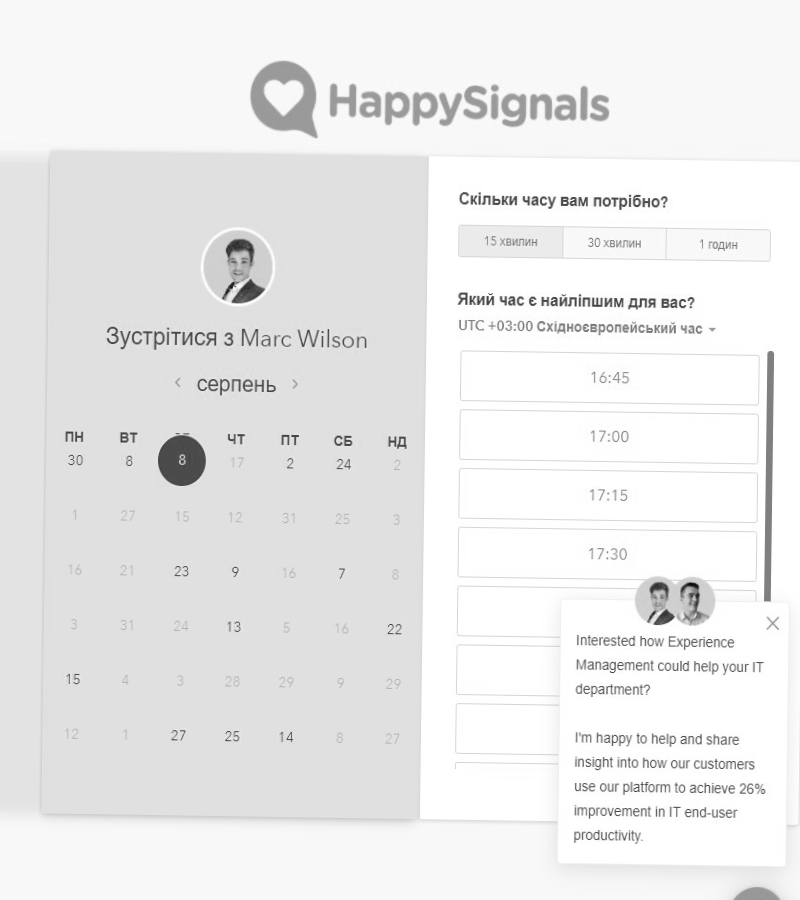 HappySignals
Зустрітися з Marc Wilson
серпень
ПН ВТ ЧТ ПТ СБ НД
30 8 8 17 2 24 2
1 27 15 12 31 25 3
16 21 23 9 16 7 8
3 31 24 13 5 16 22
15 4 3 28 29 9 29
12 1 27 25 14 8 27
Скільки часу вам потрібно?
15 хвилин 30 хвилин 1 годин
Який час є найліпшим для вас?
UTC +03:00 Східноєвропейський час
16:45
17:00
17:15
17:30
Interested how Experience
Management could help your IT
department?
I'm happy to help and share
insight into how our customers
use our platform to achieve 26%
improvement in IT end-user
productivity.